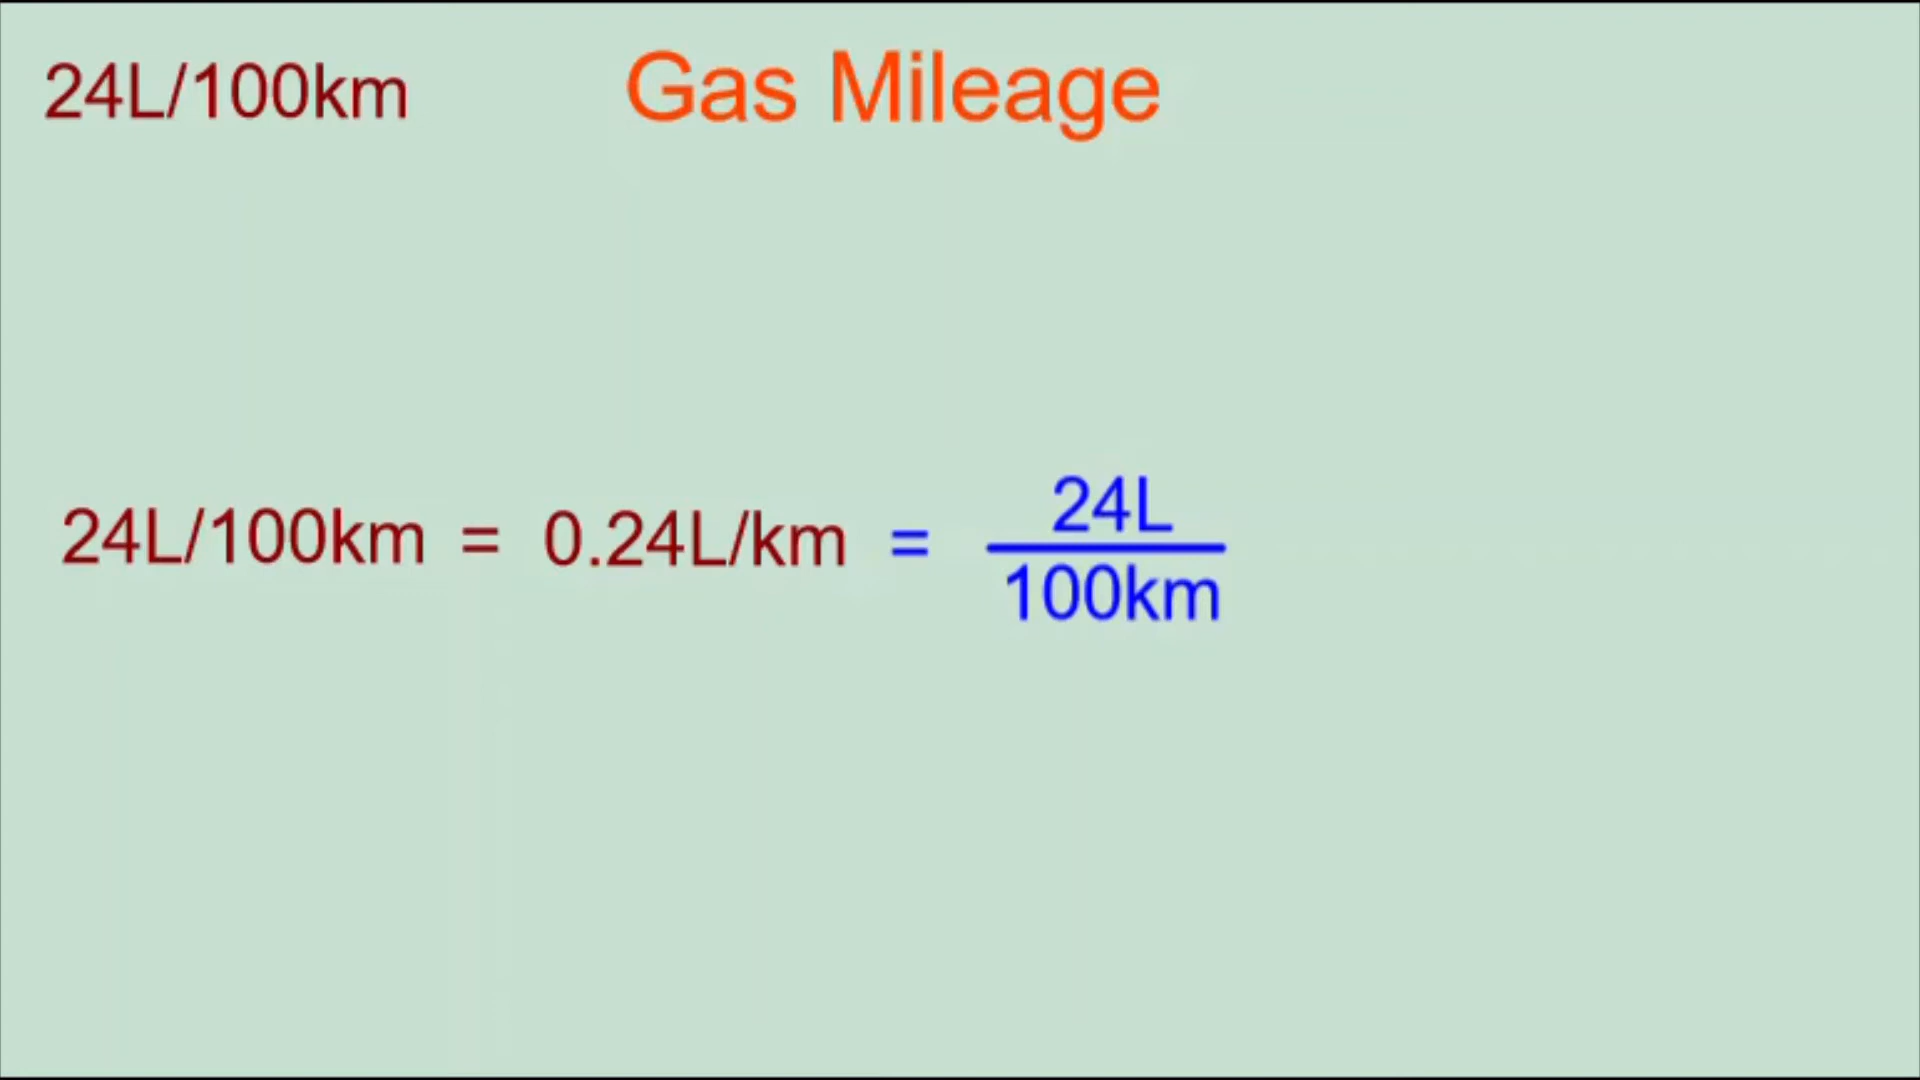 24L/100km
Gas Mileage
24L/100km = 0.24L/km = 24L
100km